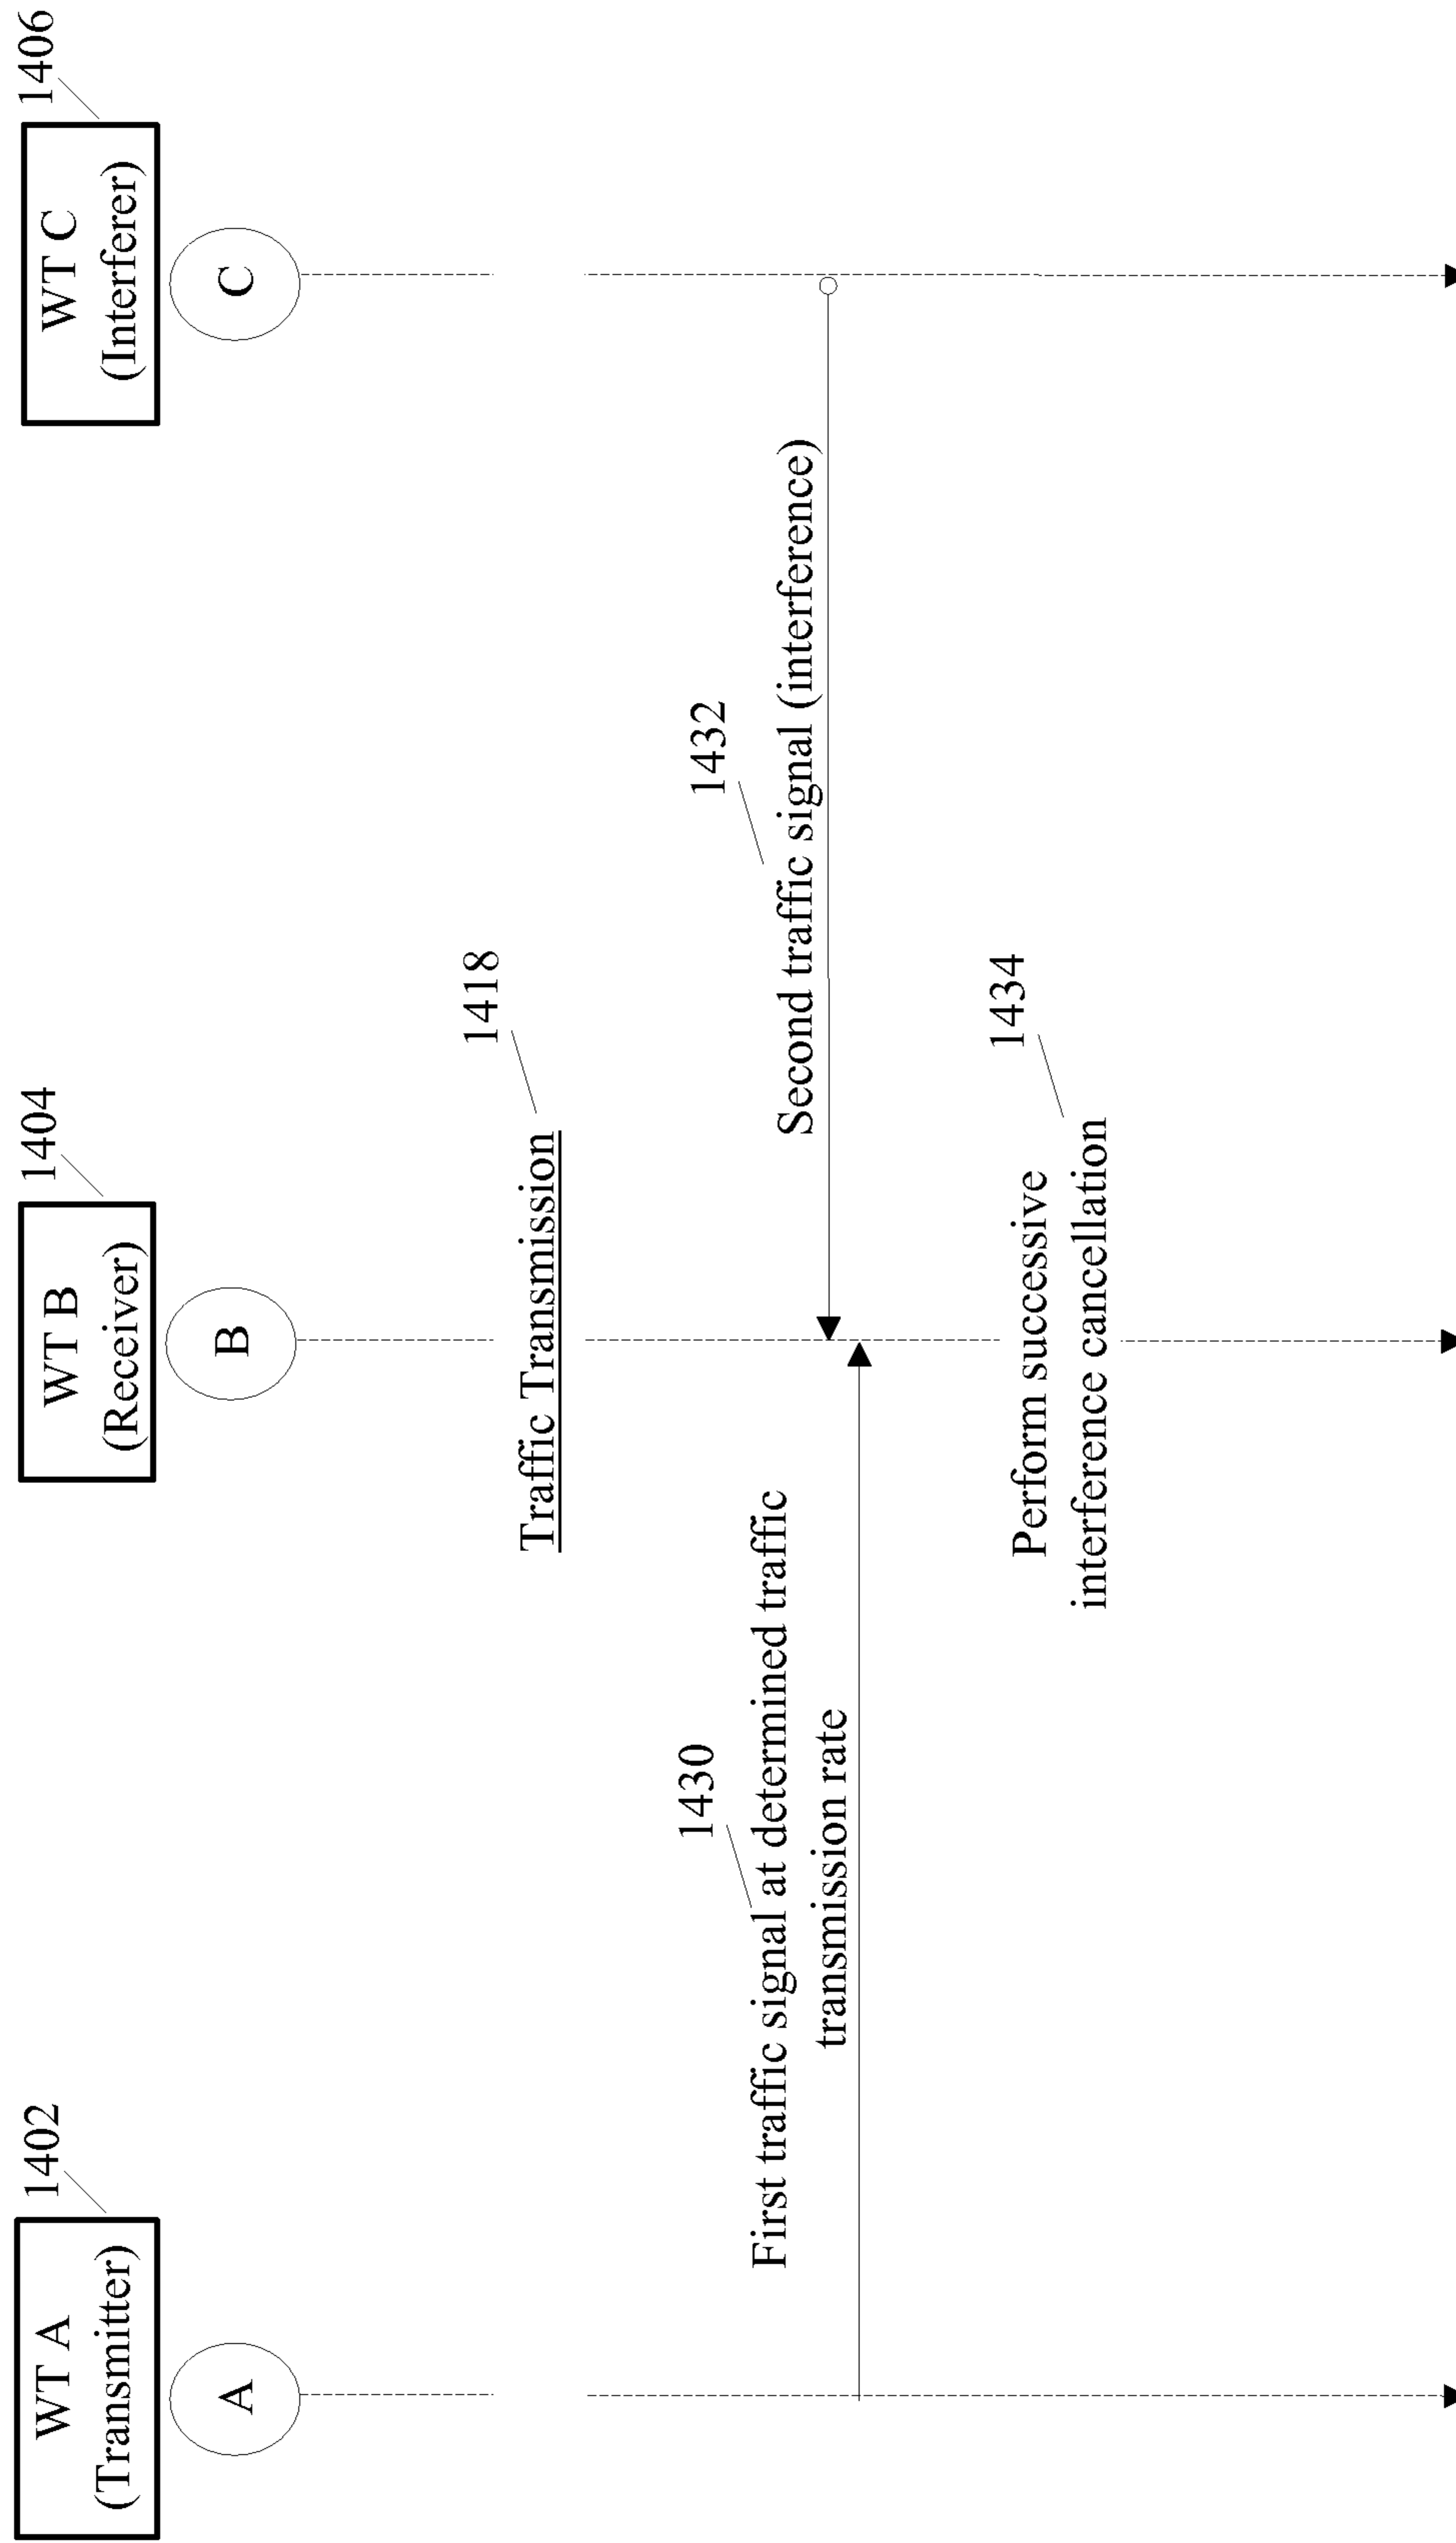 1402
WT A
(Transmitter)
A
1404
WT B
(Receiver)
B
1406
WT C
(Interferer)
C
1418
Traffic Transmission
1430
First traffic signal at determined traffic
transmission rate
1432
Second traffic signal (interference)
1434
Perform successive
interference cancellation